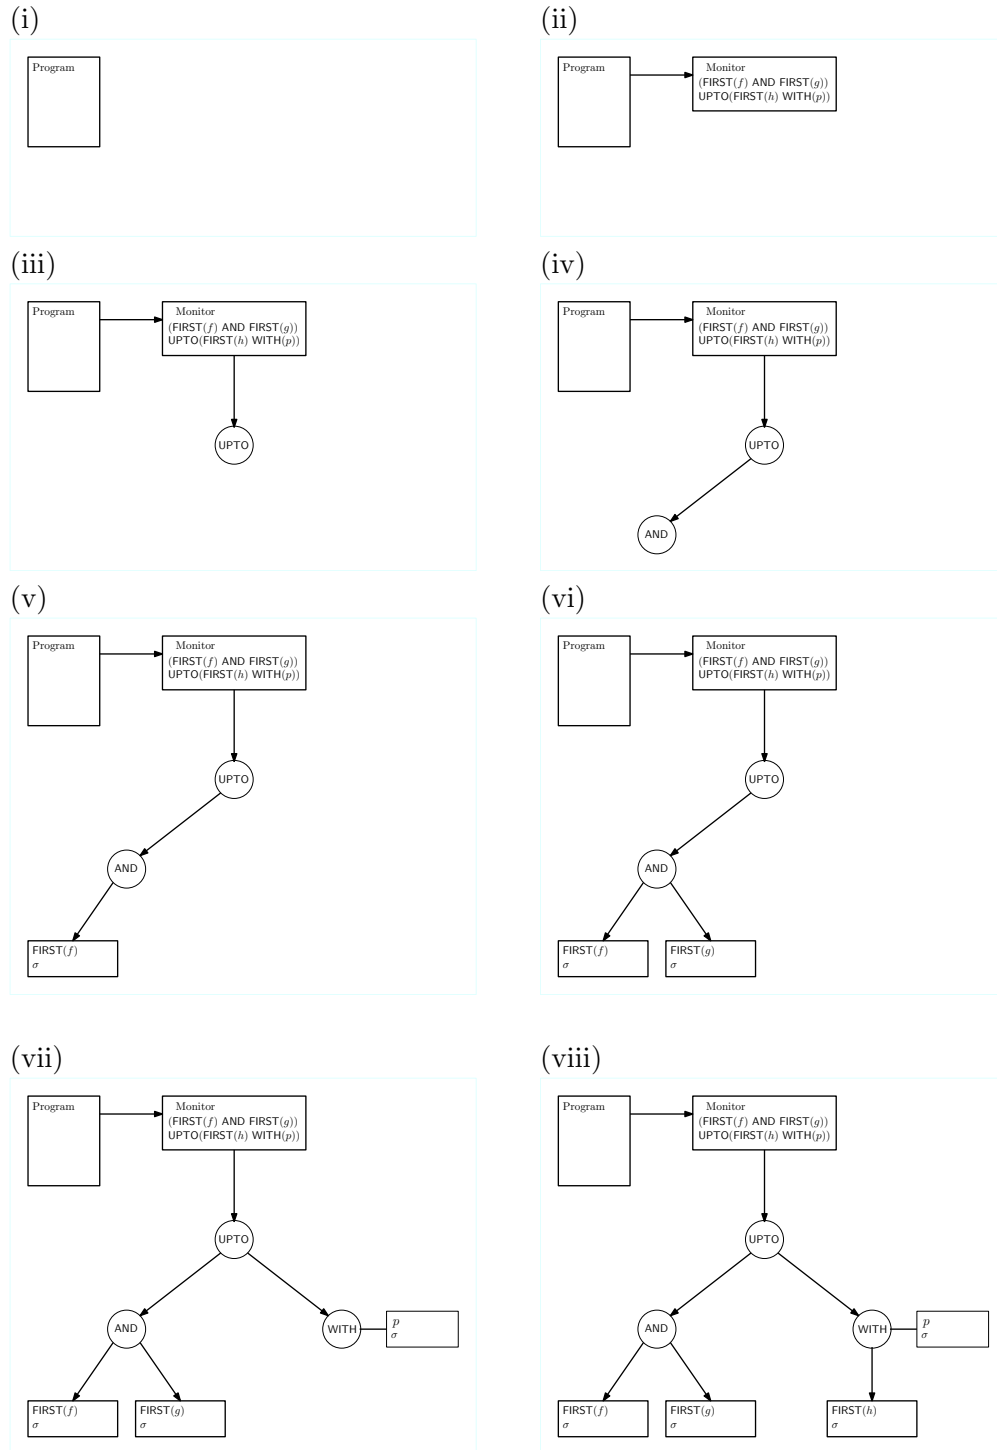 (i)
Program
(ii)
Program
Monitor
(FIRST(f) AND FIRST(g))
UPTO(FIRST(h) WITH(p))
(iii)
Program
Monitor
(FIRST(f) AND FIRST(g))
UPTO(FIRST(h) WITH(p))
UPTO
(iv)
Program
Monitor
(FIRST(f) AND FIRST(g))
UPTO(FIRST(h) WITH(p))
UPTO
AND
(v)
Program
Monitor
(FIRST(f) AND FIRST(g))
UPTO(FIRST(h) WITH(p))
UPTO
AND
FIRST(f)
σ
(vi)
Program
Monitor
(FIRST(f) AND FIRST(g))
UPTO(FIRST(h) WITH(p))
UPTO
AND
FIRST(f)
σ
FIRST(g)
σ
(vii)
Program
Monitor
(FIRST(f) AND FIRST(g))
UPTO(FIRST(h) WITH(p))
UPTO
AND
WITH
p
σ
FIRST(f)
σ
FIRST(g)
σ
(viii)
Program
Monitor
(FIRST(f) AND FIRST(g))
UPTO(FIRST(h) WITH(p))
UPTO
AND
WITH
p
σ
FIRST(f)
σ
FIRST(g)
σ
FIRST(h)
σ